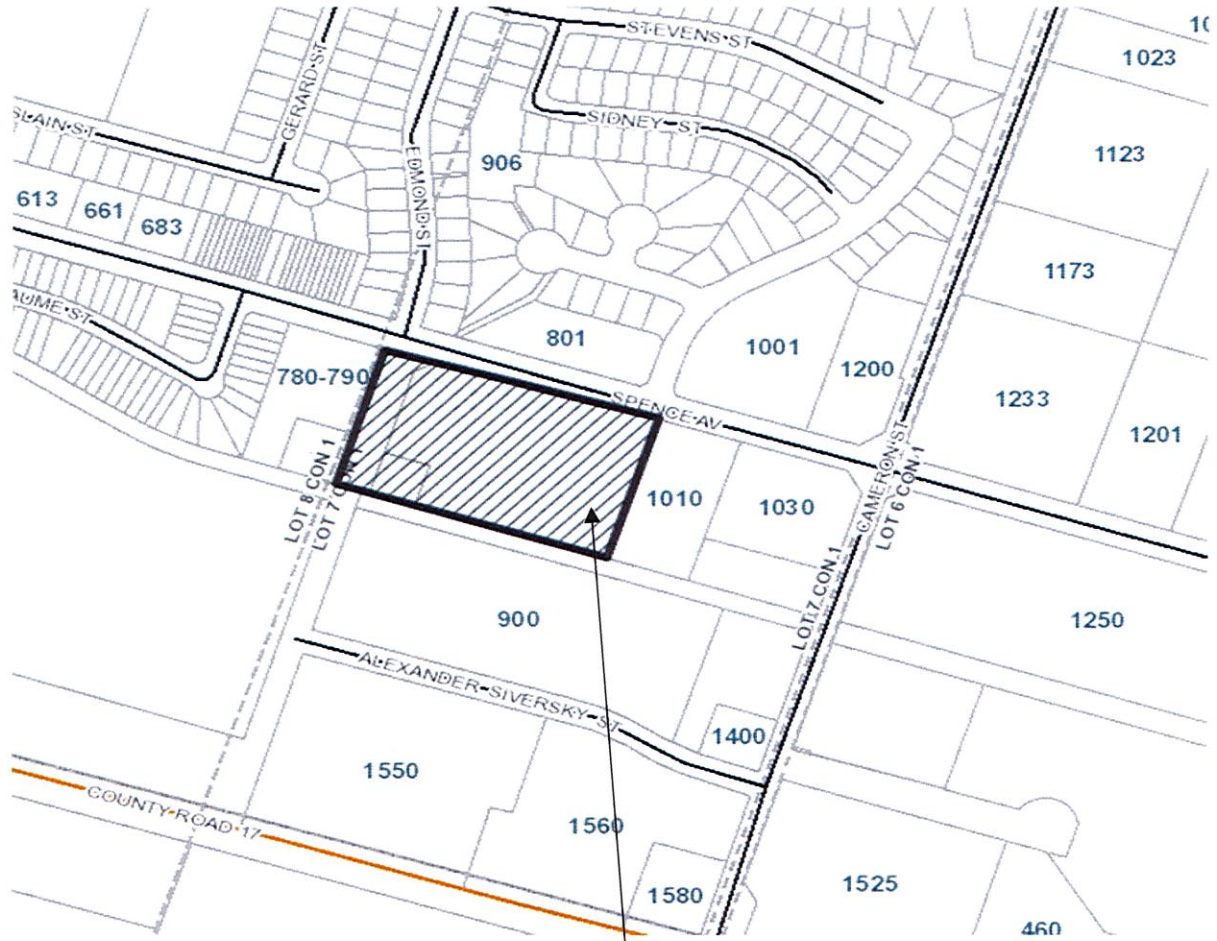 STEVENS ST
10
1023
GERARD ST
SLAIN ST
SIDNEY ST
906
1123
EDMOND ST
613
661
683
1173
AUME ST
801
1001
1200
780-790
1233
SPENCE AV
1201
LOT 8 CON 1
LOT 7 CON 1
1010
1030
CAMERON ST
LOT 6 CON 1
LOT 7 CON 1
900
1250
ALEXANDER SIVERSKY ST
1400
1550
COUNTY ROAD 17
1560
1580
1525
460